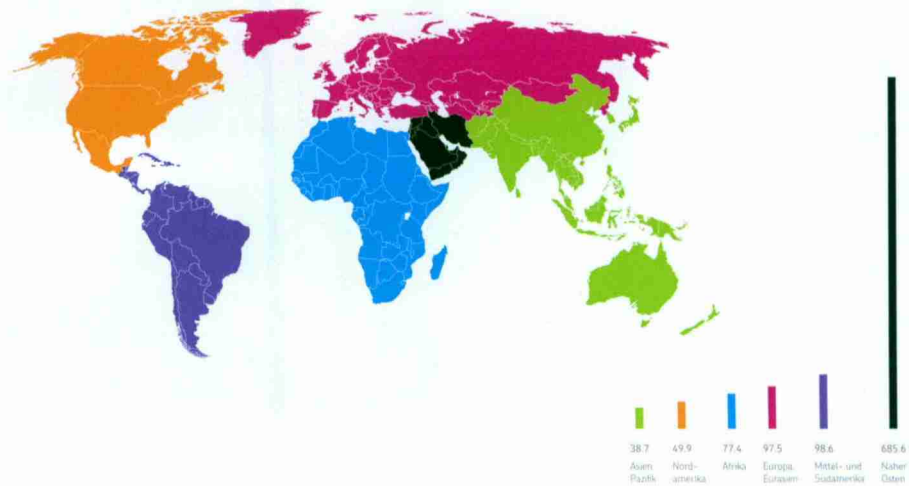 38.7
49.9
77.4
97.5
98.6
685.6
Asien
Pazifik
Nord-
amerika
Afrika
Europa,
Eurasien
Mittel- und
Südamerika
Naher
Osten